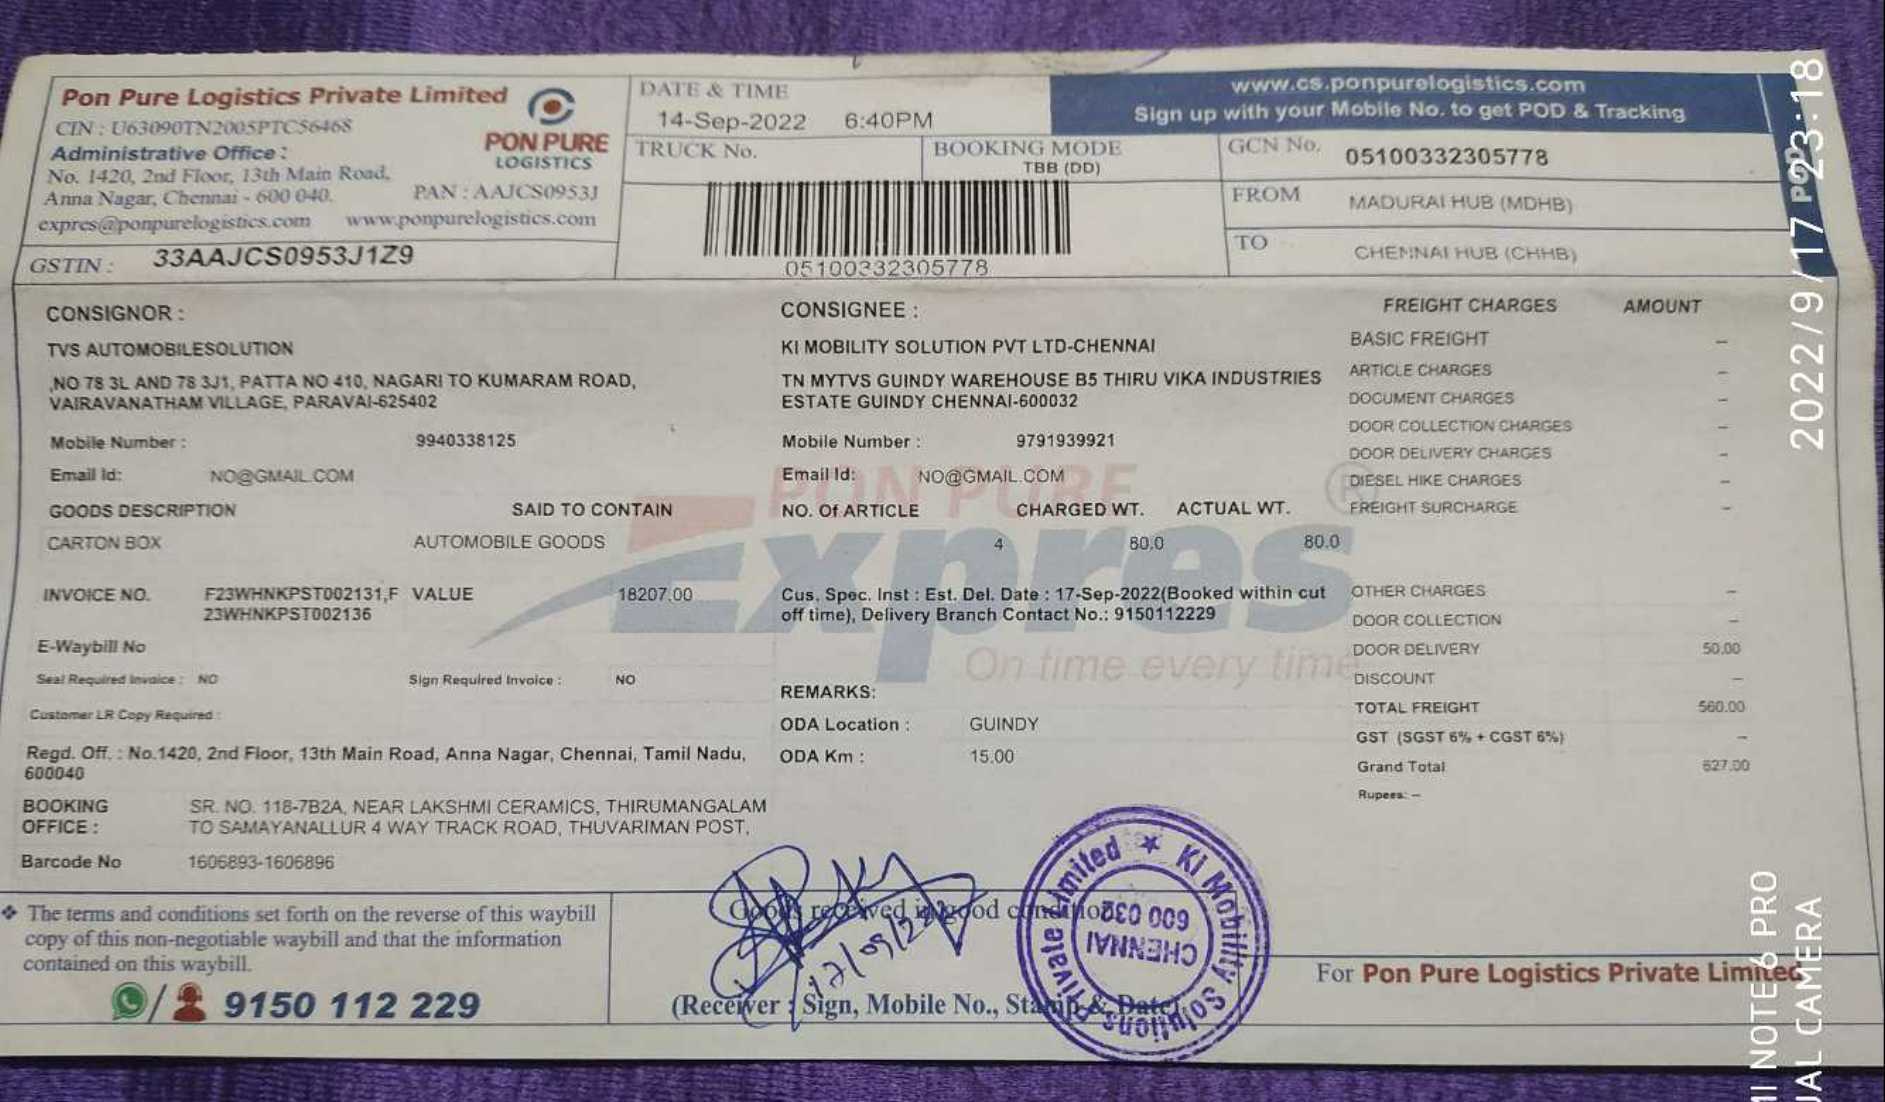 Pon Pure Logistics Private Limited
CIN : U63090TN2005PTC56468
Administrative Office :
No. 1420, 2nd Floor, 13th Main Road,
Anna Nagar, Chennai - 600 040.
PAN : AAJCS0953J
expres@ponpurelogistics.com www.ponpurelogistics.com
PON PURE
LOGISTICS
GSTIN : 33AAJCS0953J1Z9
DATE & TIME
14-Sep-2022 6:40PM
TRUCK No.
BOOKING MODE
TBB (DD)
05100332305778
www.cs.ponpurelogistics.com
Sign up with your Mobile No. to get POD & Tracking
GCN No. 05100332305778
FROM MADURAI HUB (MDHB)
TO CHENNAI HUB (CHHB)
POD
CONSIGNOR :
TVS AUTOMOBILESOLUTION
,NO 78 3L AND 78 3J1, PATTA NO 410, NAGARI TO KUMARAM ROAD,
VAIRAVANATHAM VILLAGE, PARAVAI-625402
Mobile Number : 9940338125
Email Id: NO@GMAIL.COM
CONSIGNEE :
KI MOBILITY SOLUTION PVT LTD-CHENNAI
TN MYTVS GUINDY WAREHOUSE B5 THIRU VIKA INDUSTRIES
ESTATE GUINDY CHENNAI-600032
Mobile Number : 9791939921
Email Id: NO@GMAIL.COM
GOODS DESCRIPTION SAID TO CONTAIN NO. Of ARTICLE CHARGED WT. ACTUAL WT.
CARTON BOX AUTOMOBILE GOODS 4 80.0 80.0
PON PURE
Expres ®
On time every time
INVOICE NO. F23WHNKPST002131,F VALUE 18207.00
23WHNKPST002136
E-Waybill No
Seal Required Invoice : NO Sign Required Invoice : NO
Customer LR Copy Required :
Cus. Spec. Inst : Est. Del. Date : 17-Sep-2022(Booked within cut
off time), Delivery Branch Contact No.: 9150112229
REMARKS:
ODA Location : GUINDY
ODA Km : 15.00
Regd. Off. : No.1420, 2nd Floor, 13th Main Road, Anna Nagar, Chennai, Tamil Nadu,
600040
BOOKING SR. NO. 118-7B2A, NEAR LAKSHMI CERAMICS, THIRUMANGALAM
OFFICE : TO SAMAYANALLUR 4 WAY TRACK ROAD, THUVARIMAN POST,
Barcode No 1606893-1606896
FREIGHT CHARGES AMOUNT
BASIC FREIGHT –
ARTICLE CHARGES –
DOCUMENT CHARGES –
DOOR COLLECTION CHARGES –
DOOR DELIVERY CHARGES –
DIESEL HIKE CHARGES –
FREIGHT SURCHARGE –
OTHER CHARGES –
DOOR COLLECTION –
DOOR DELIVERY 50.00
DISCOUNT –
TOTAL FREIGHT 560.00
GST (SGST 6% + CGST 6%) –
Grand Total 627.00
Rupees: –
❖ The terms and conditions set forth on the reverse of this waybill
copy of this non-negotiable waybill and that the information
contained on this waybill.
/ 9150 112 229
Goods received in good condition
17/09/22
(Receiver : Sign, Mobile No., Stamp & Date)
Ki Mobility Solutions Private Limited
CHENNAI
600 032
For Pon Pure Logistics Private Limited
2022/9/17 23:18
MI NOTE 6 PRO
UAL CAMERA